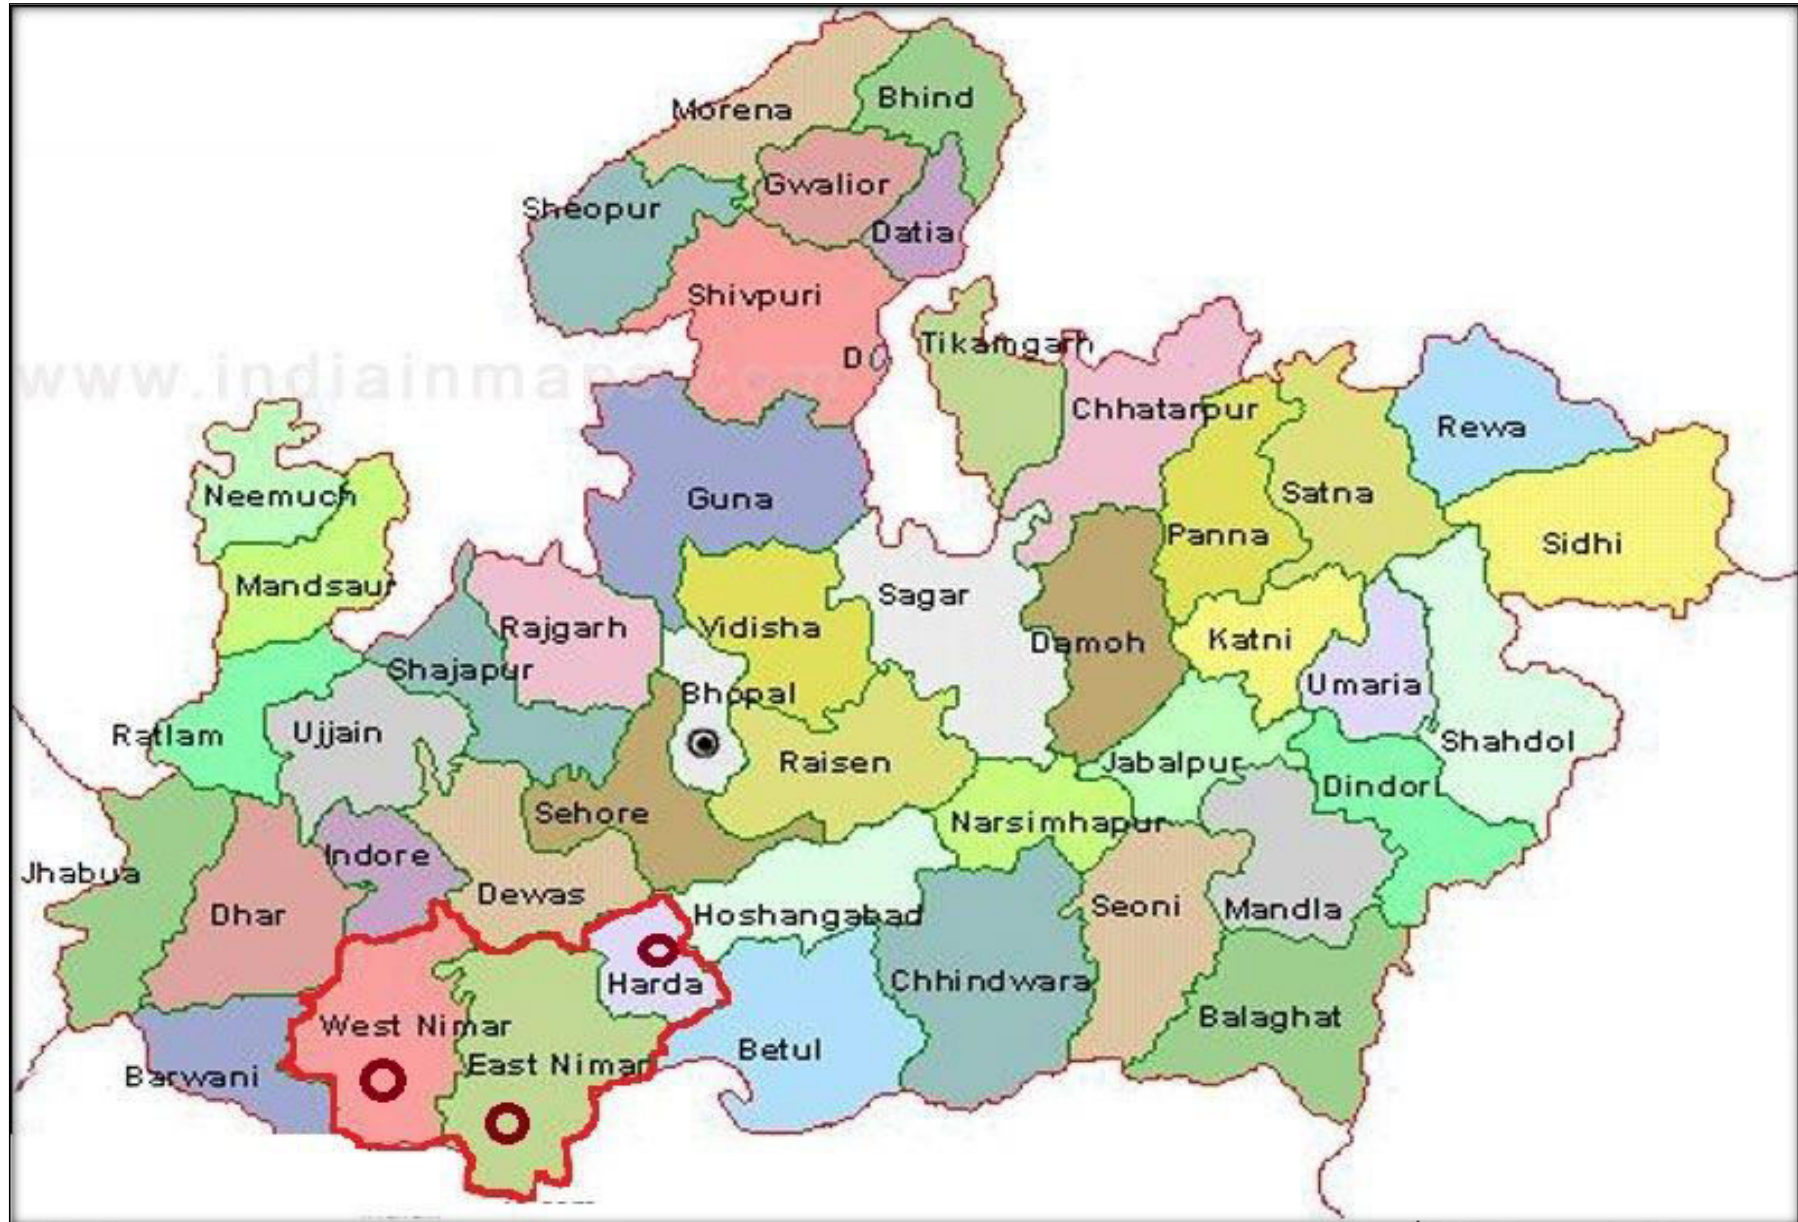 Morena
Bhind
Gwalior
Sheopur
Datia
Shivpuri
Tikamgarh
D
www.indiainmaps.com
Chhatarpur
Rewa
Neemuch
Guna
Satna
Panna
Sidhi
Mandsaur
Sagar
Rajgarh
Vidisha
Damoh
Katni
Shajapur
Bhopal
Umaria
Ratlam
Ujjain
Raisen
Jabalpur
Shahdol
Dindori
Sehore
Narsimhapur
Indore
Jhabua
Dewas
Dhar
Hoshangabad
Seoni
Mandla
Harda
Chhindwara
West Nimar
Balaghat
Betul
East Nimar
Barwani